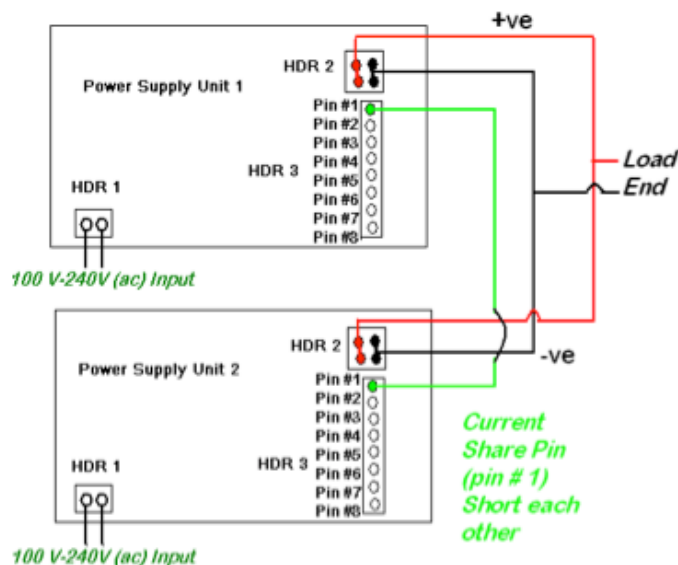 +ve
HDR 2
Power Supply Unit 1
Pin #1
Pin #2
Pin #3
Pin #4
Pin #5
Pin #6
Pin #7
Pin #8
HDR 3
HDR 1
Load
End
100 V-240V (ac) Input
HDR 2
-ve
Power Supply Unit 2
Pin #1
Pin #2
Pin #3
Pin #4
Pin #5
Pin #6
Pin #7
Pin #8
HDR 3
HDR 1
Current
Share Pin
(pin # 1)
Short each
other
100 V-240V (ac) Input